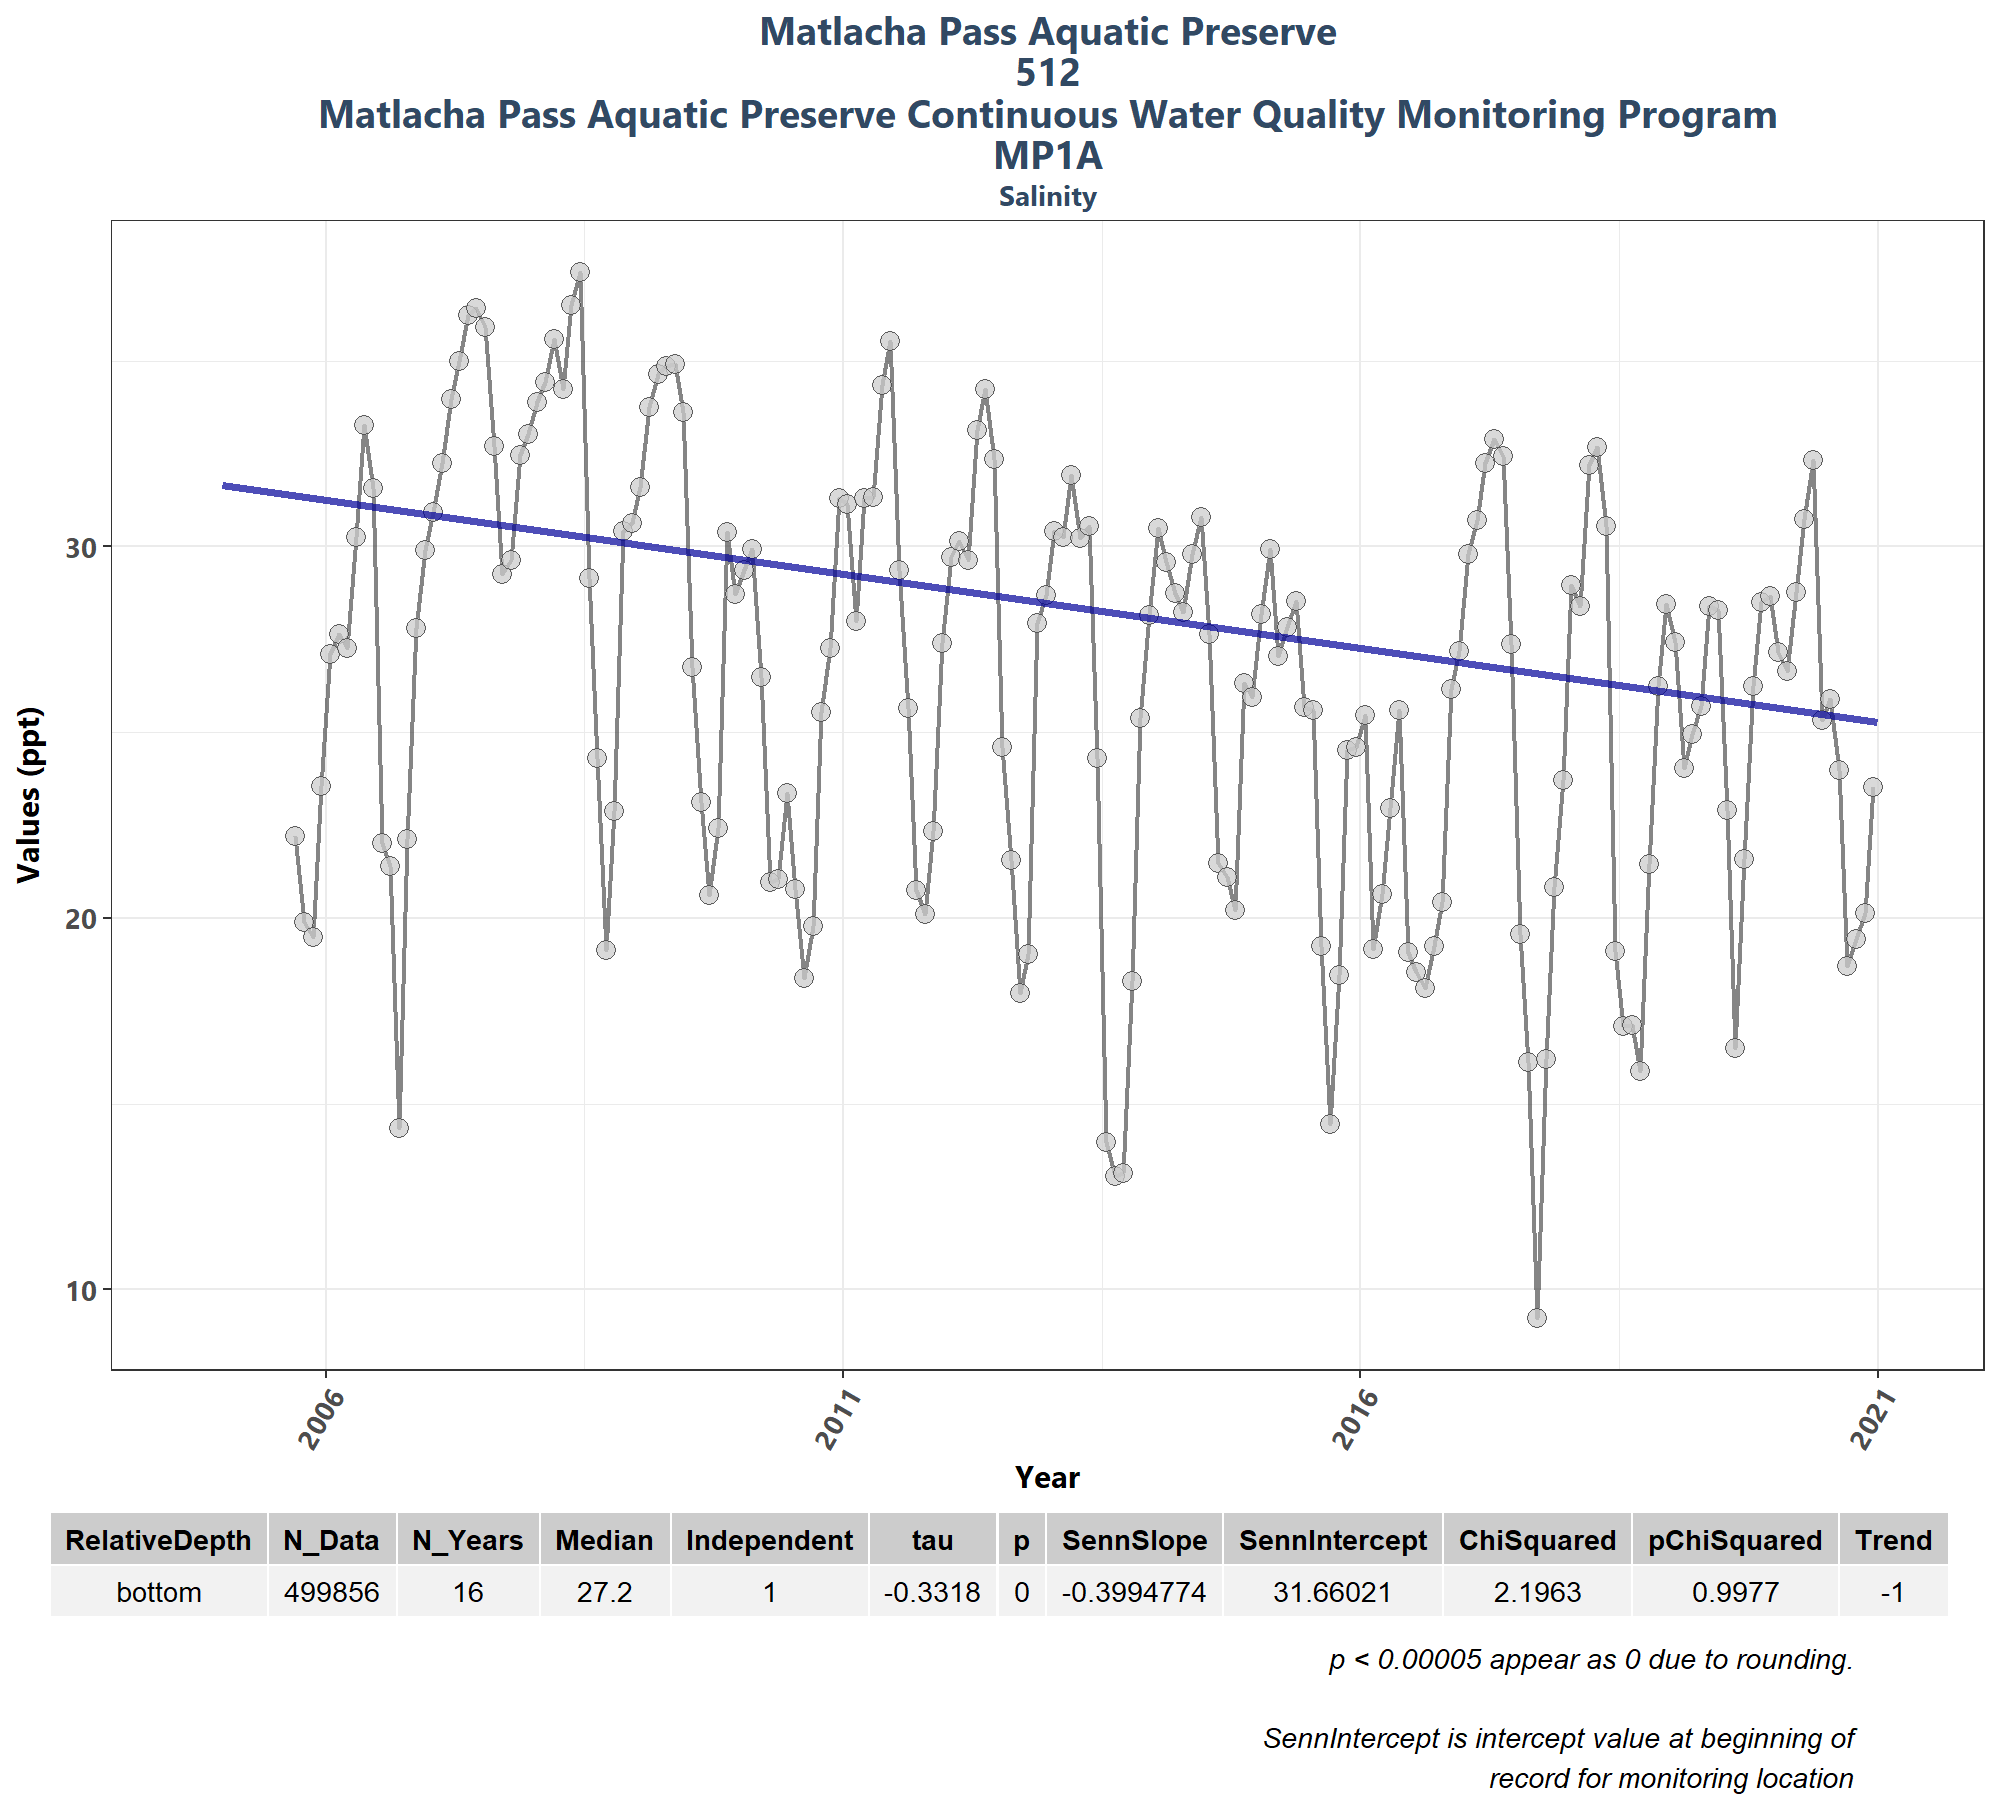 Matlacha Pass Aquatic Preserve
512
Matlacha Pass Aquatic Preserve Continuous Water Quality Monitoring Program
MP1A
Salinity
Values (ppt)
30
20
10
2006 2011 2016 2021
Year
RelativeDepth N_Data N_Years Median Independent tau p SennSlope SennIntercept ChiSquared pChiSquared Trend
bottom 499856 16 27.2 1 -0.3318 0 -0.3994774 31.66021 2.1963 0.9977 -1
p < 0.00005 appear as 0 due to rounding.
SennIntercept is intercept value at beginning of
record for monitoring location